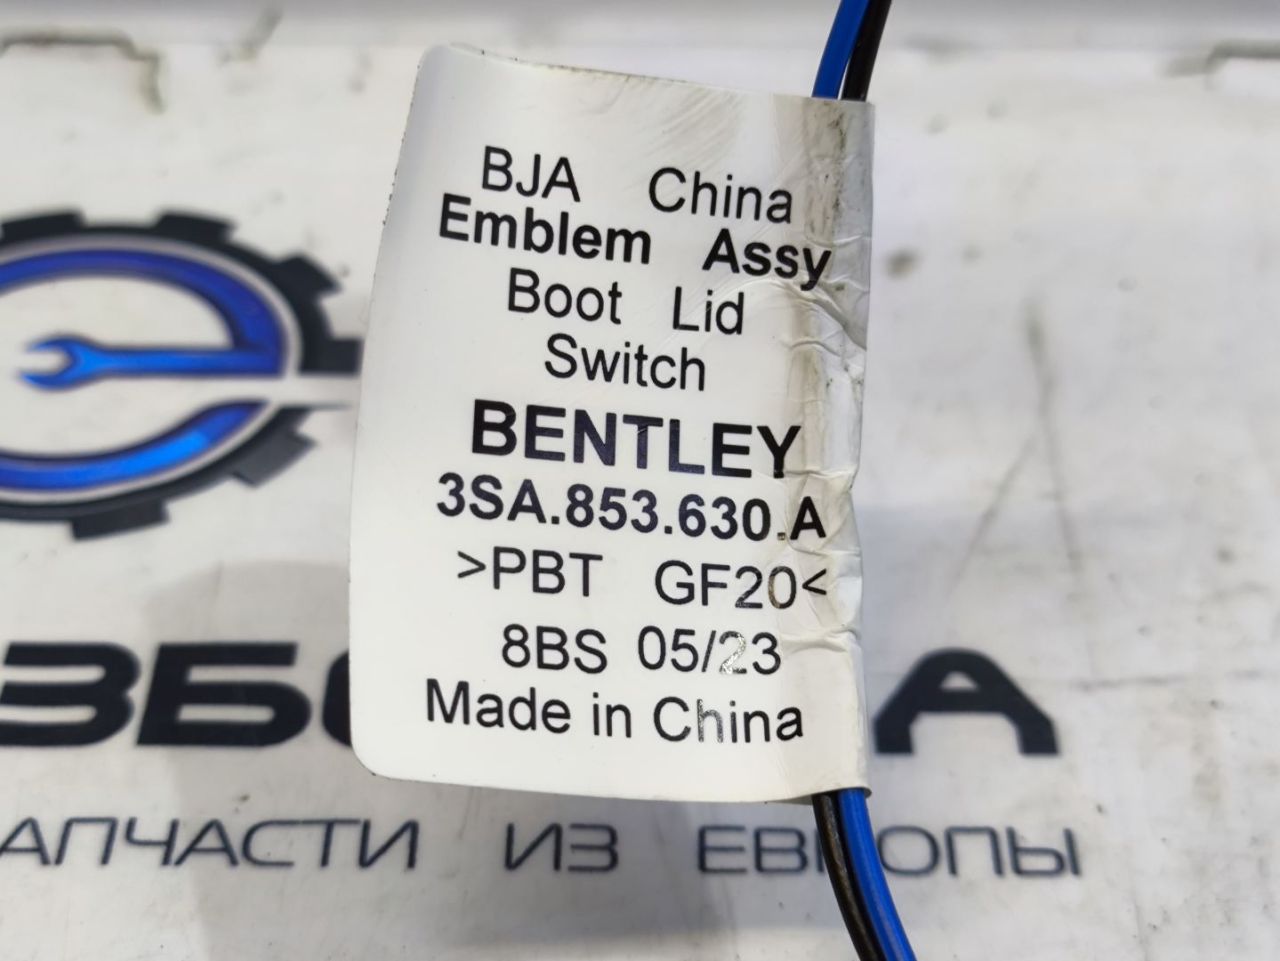 BJA China
Emblem Assy
Boot Lid
Switch
BENTLEY
3SA.853.630.A
>PBT GF20<
8BS 05/23
Made in China
ИЗ